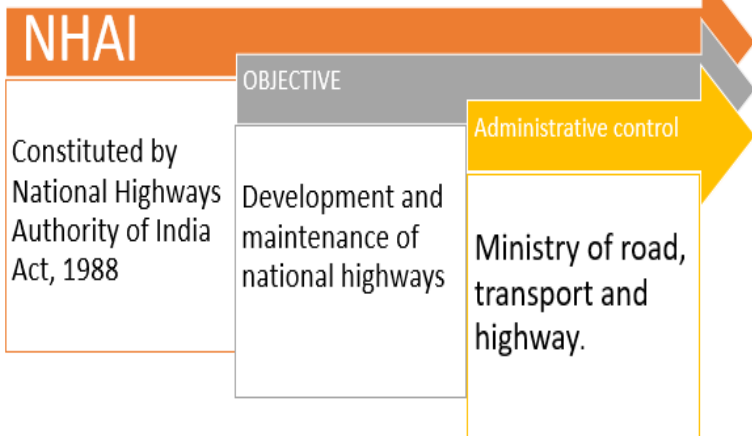 NHAI
Constituted by
National Highways
Authority of India
Act, 1988
OBJECTIVE
Development and
maintenance of
national highways
Administrative control
Ministry of road,
transport and
highway.